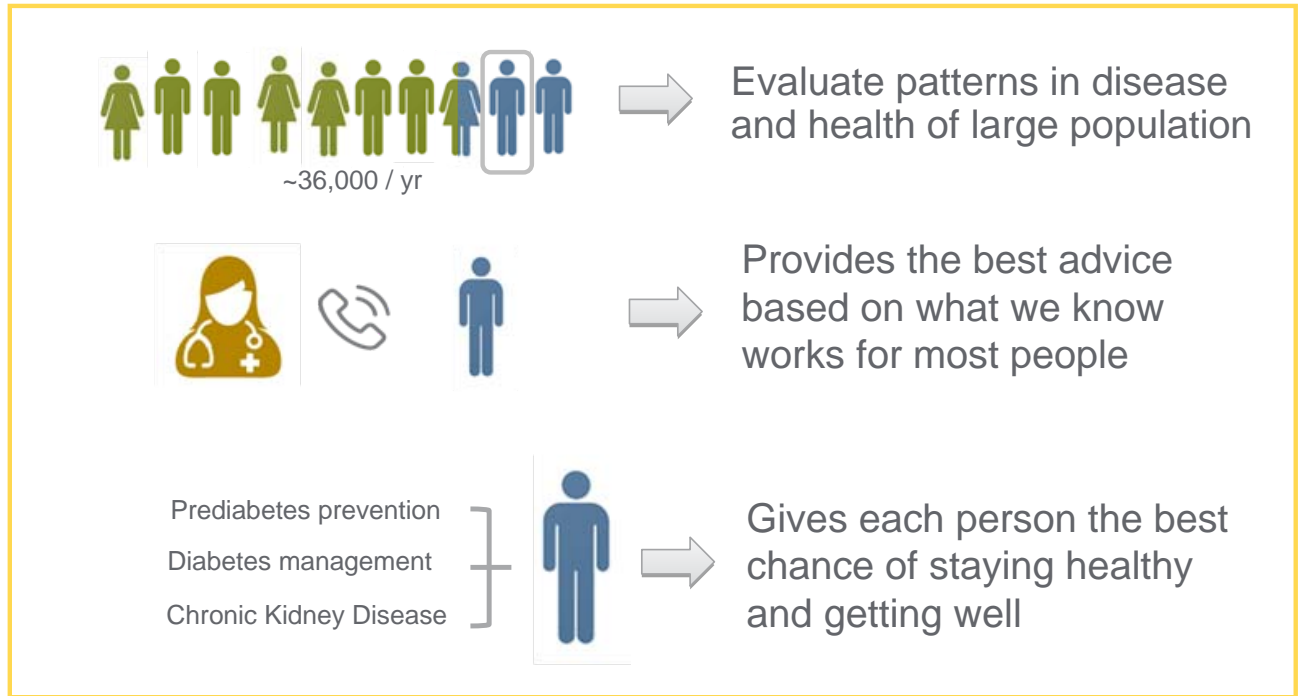 Evaluate patterns in disease
and health of large population
~36,000 / yr
Provides the best advice
based on what we know
works for most people
Prediabetes prevention
Diabetes management
Chronic Kidney Disease
Gives each person the best
chance of staying healthy
and getting well